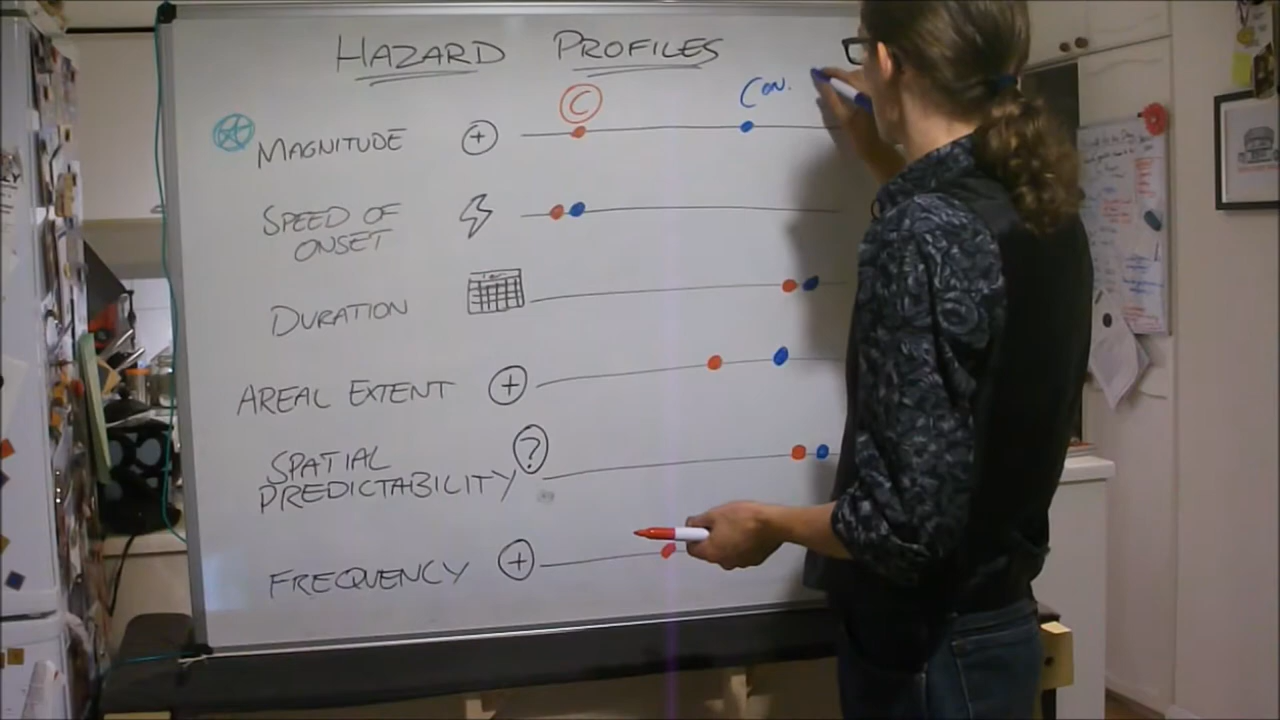 HAZARD PROFILES
C
CON.
MAGNITUDE +
SPEED OF
ONSET
DURATION
AREAL EXTENT +
SPATIAL ?
PREDICTABILITY
FREQUENCY +